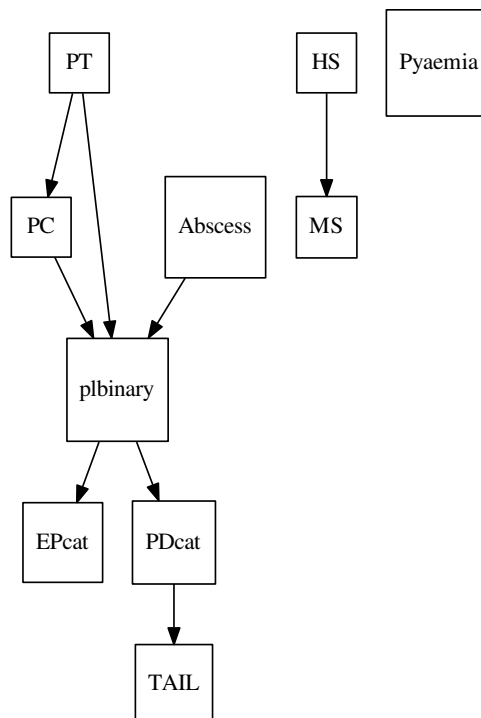 PT
HS
Pyaemia
PC
Abscess
MS
plbinary
EPcat
PDcat
TAIL